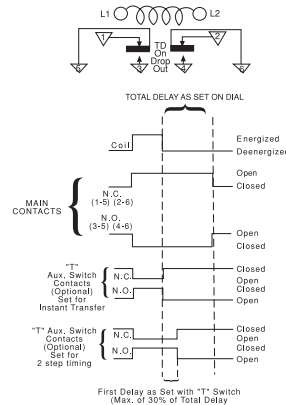 L1 L2
1 2
TD
On
Drop
Out
5 3 4 6
TOTAL DELAY AS SET ON DIAL
Coil
Energized
Deenergized
MAIN
CONTACTS
N.C.
(1-5) (2-6)
Open
Closed
N.O.
(3-5) (4-6)
Open
Closed
"T"
Aux, Switch
Contacts
(Optional)
Set for
Instant Transfer
N.C.
N.O.
Closed
Open
Closed
Open
"T" Aux, Switch
Contacts
(Optional)
Set for
2 step timing
N.C.
N.O.
Closed
Open
Closed
Open
First Delay as Set with "T" Switch
(Max. of 30% of Total Delay